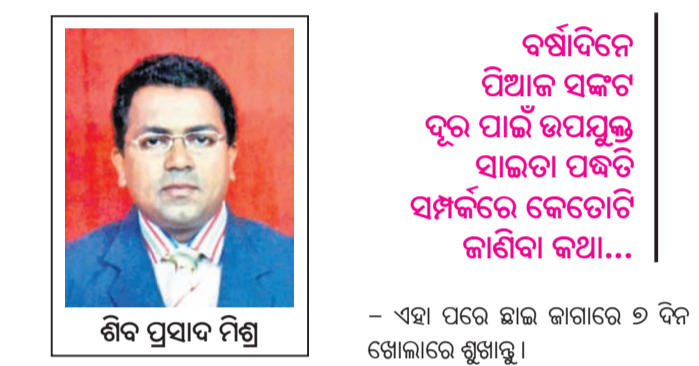 ବର୍ଷାଦିନେ
ପିଆଜ ସଙ୍କଟ
ଦୂର ପାଇଁ ଉପଯୁକ୍ତ
ସାଇତା ପଦ୍ଧତି
ସମ୍ପର୍କରେ କେତୋଟି
ଜାଣିବା କଥା...
ଶିବ ପ୍ରସାଦ ମିଶ୍ର
– ଏହା ପରେ ଛାଇ ଜାଗାରେ ୭ ଦିନ
ଖୋଲାରେ ଶୁଖାନ୍ତୁ ।